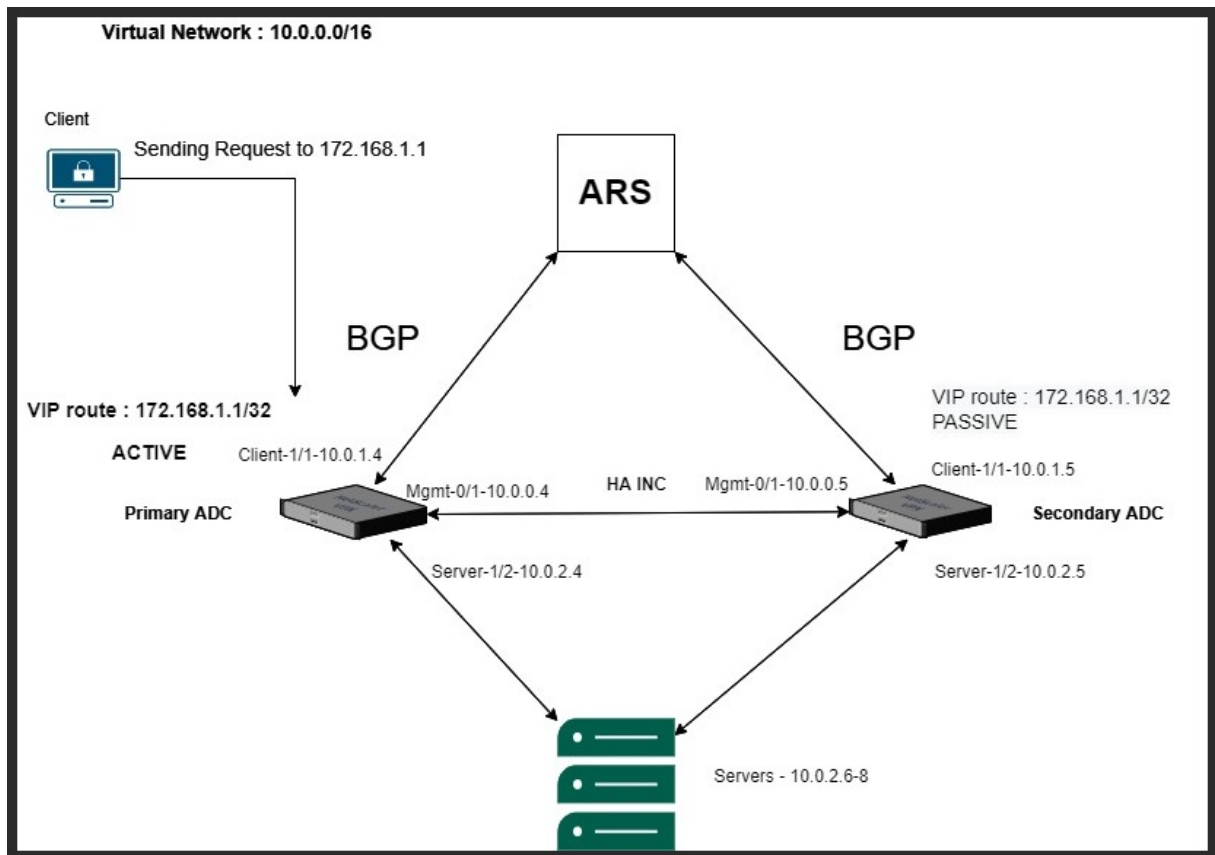 Virtual Network : 10.0.0.0/16
Client
Sending Request to 172.168.1.1
ARS
BGP
BGP
VIP route : 172.168.1.1/32
ACTIVE
Client-1/1-10.0.1.4
VIP route : 172.168.1.1/32
PASSIVE
Client-1/1-10.0.1.5
Mgmt-0/1-10.0.0.4
HA INC
Mgmt-0/1-10.0.0.5
Primary ADC
Secondary ADC
Server-1/2-10.0.2.4
Server-1/2-10.0.2.5
Servers - 10.0.2.6-8